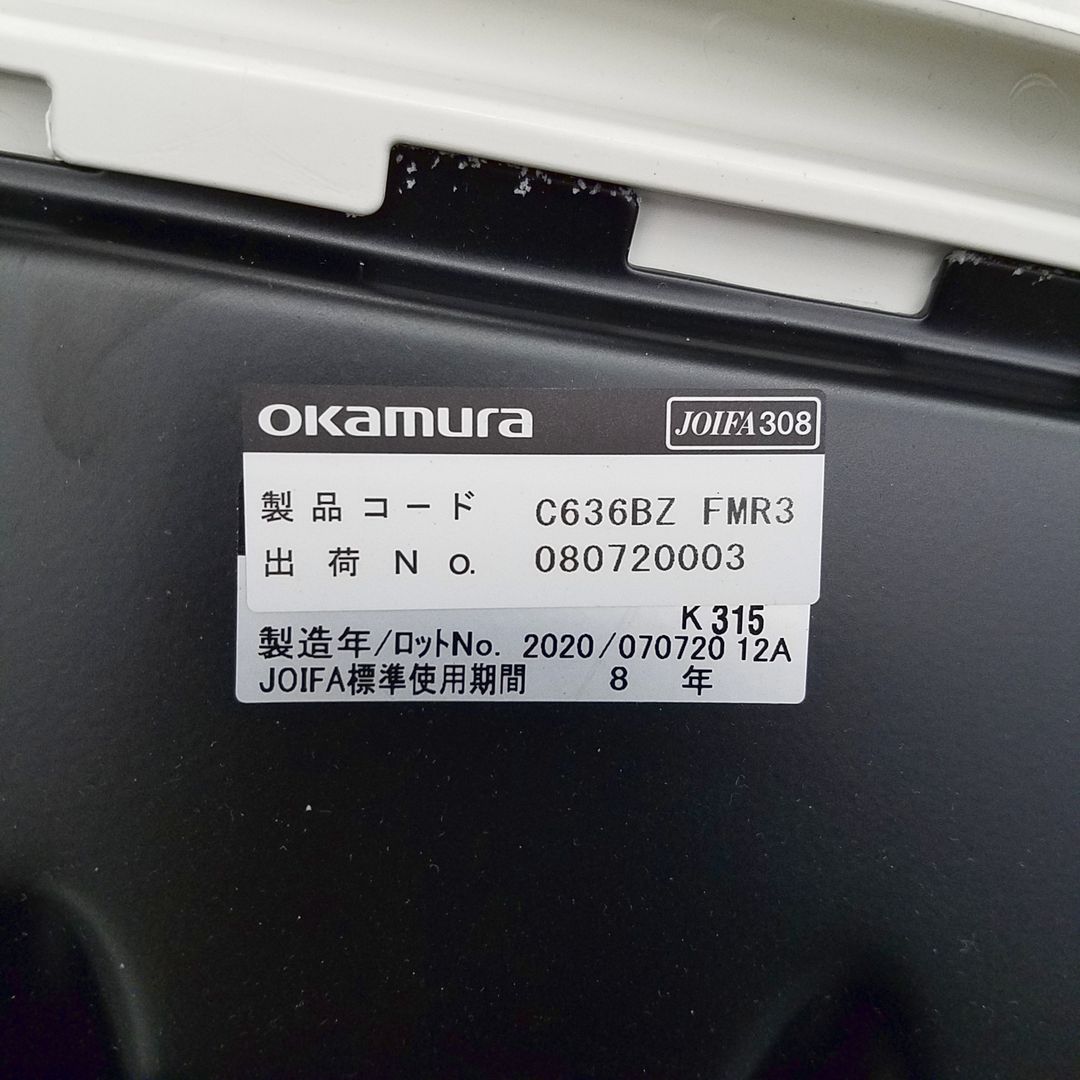 okamura JOIFA308
製品コード C636BZ FMR3
出荷No. 080720003
K 315
製造年/ロットNo. 2020/070720 12A
JOIFA標準使用期間 8 年